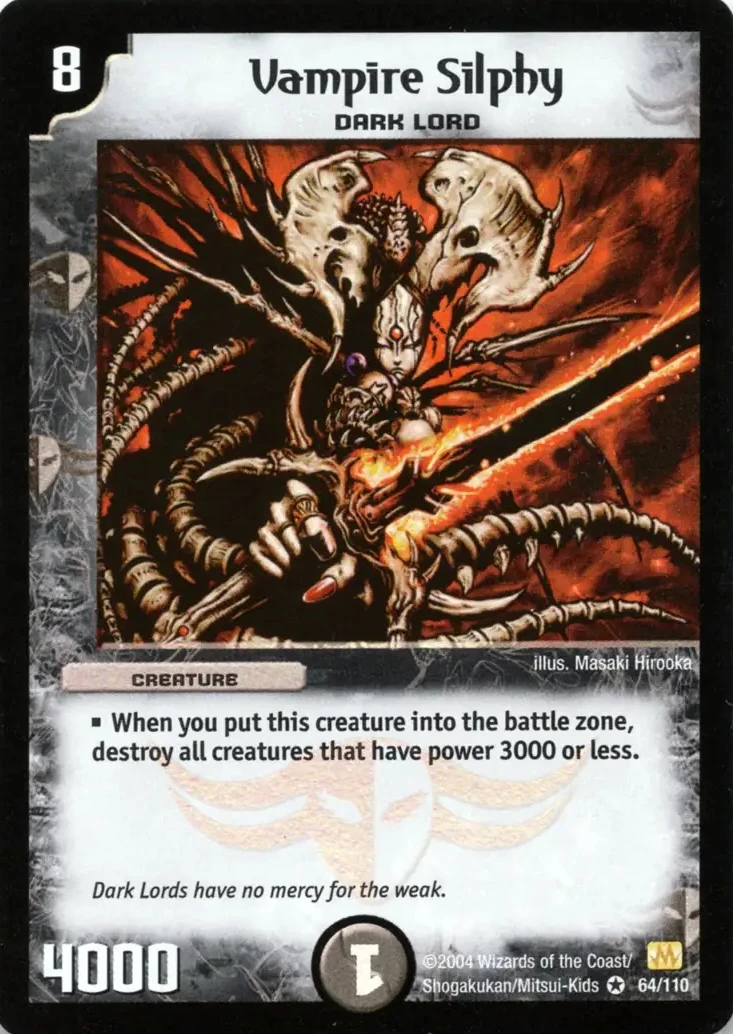 8
Vampire Silphy
DARK LORD
illus. Masaki Hirooka
CREATURE
▪ When you put this creature into the battle zone,
destroy all creatures that have power 3000 or less.
Dark Lords have no mercy for the weak.
4000
1
©2004 Wizards of the Coast/
Shogakukan/Mitsui-Kids ✪ 64/110